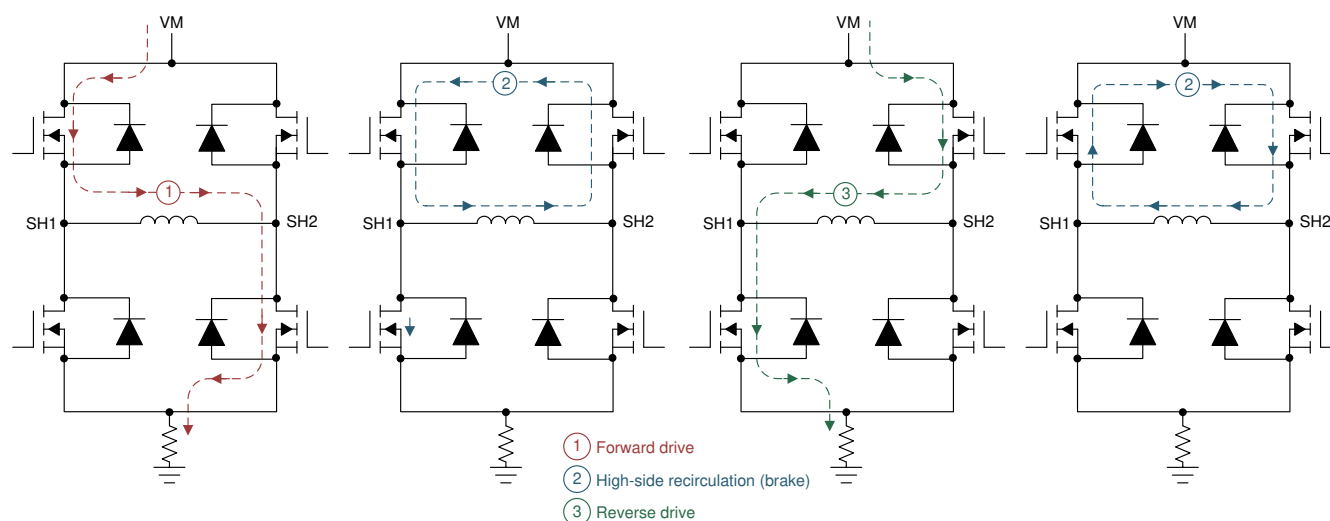 VM
VM
VM
VM
2
2
1
3
SH1
SH2
SH1
SH2
SH1
SH2
SH1
SH2
1 Forward drive
2 High-side recirculation (brake)
3 Reverse drive